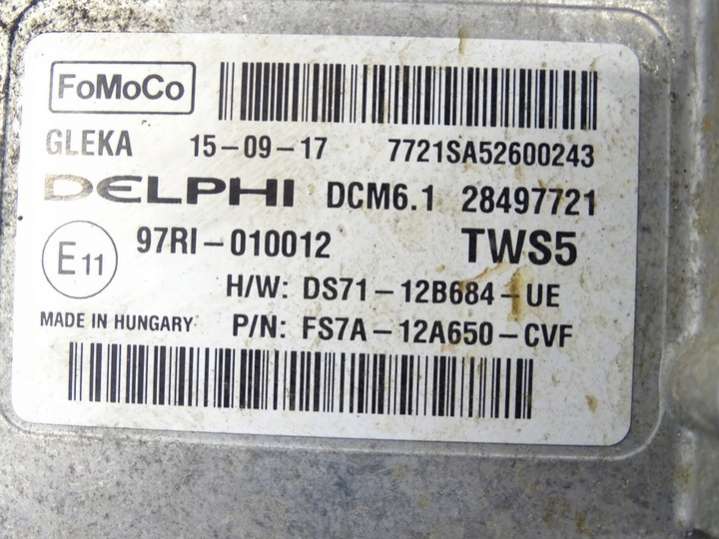 FoMoCo
GLEKA 15-09-17 7721SA52600243
DELPHI DCM6.1 28497721
E11 97RI-010012 TWS5
H/W: DS71-12B684-UE
MADE IN HUNGARY P/N: FS7A-12A650-CVF